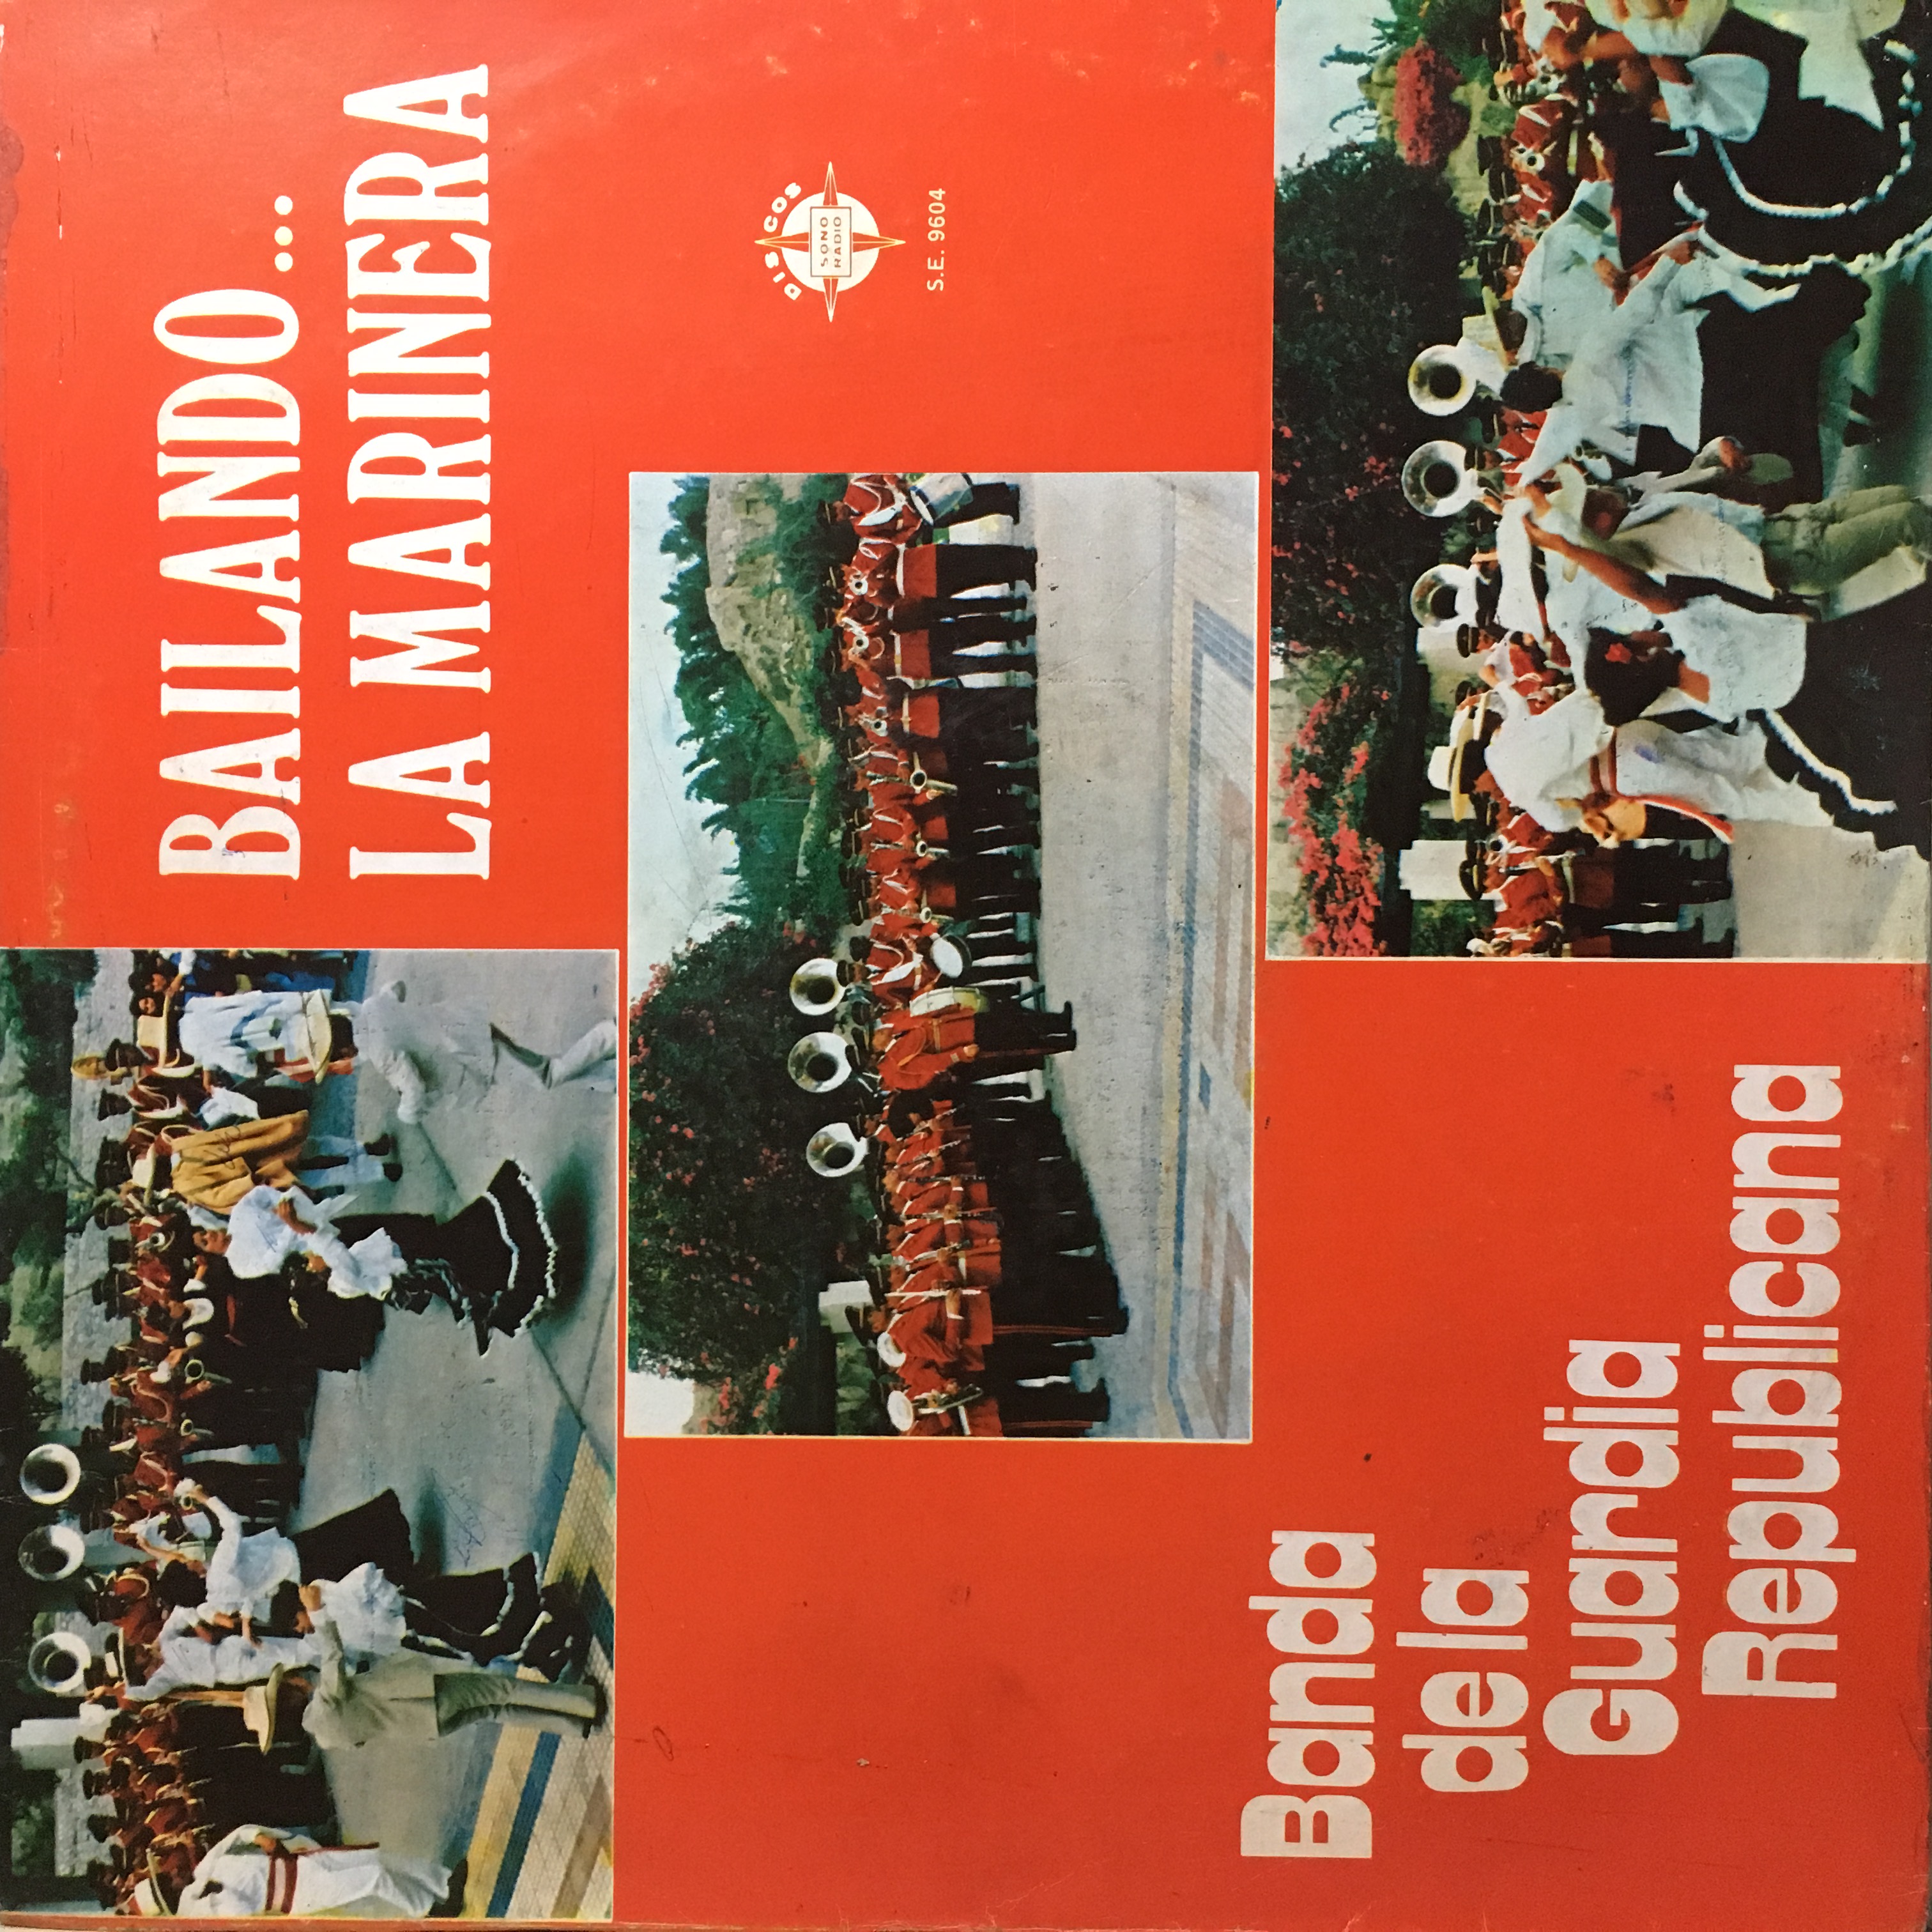 BAILANDO...
LA MARINERA
DISCOS
SONO
RADIO
S.E. 9604
Banda
de la
Guardia
Republicana